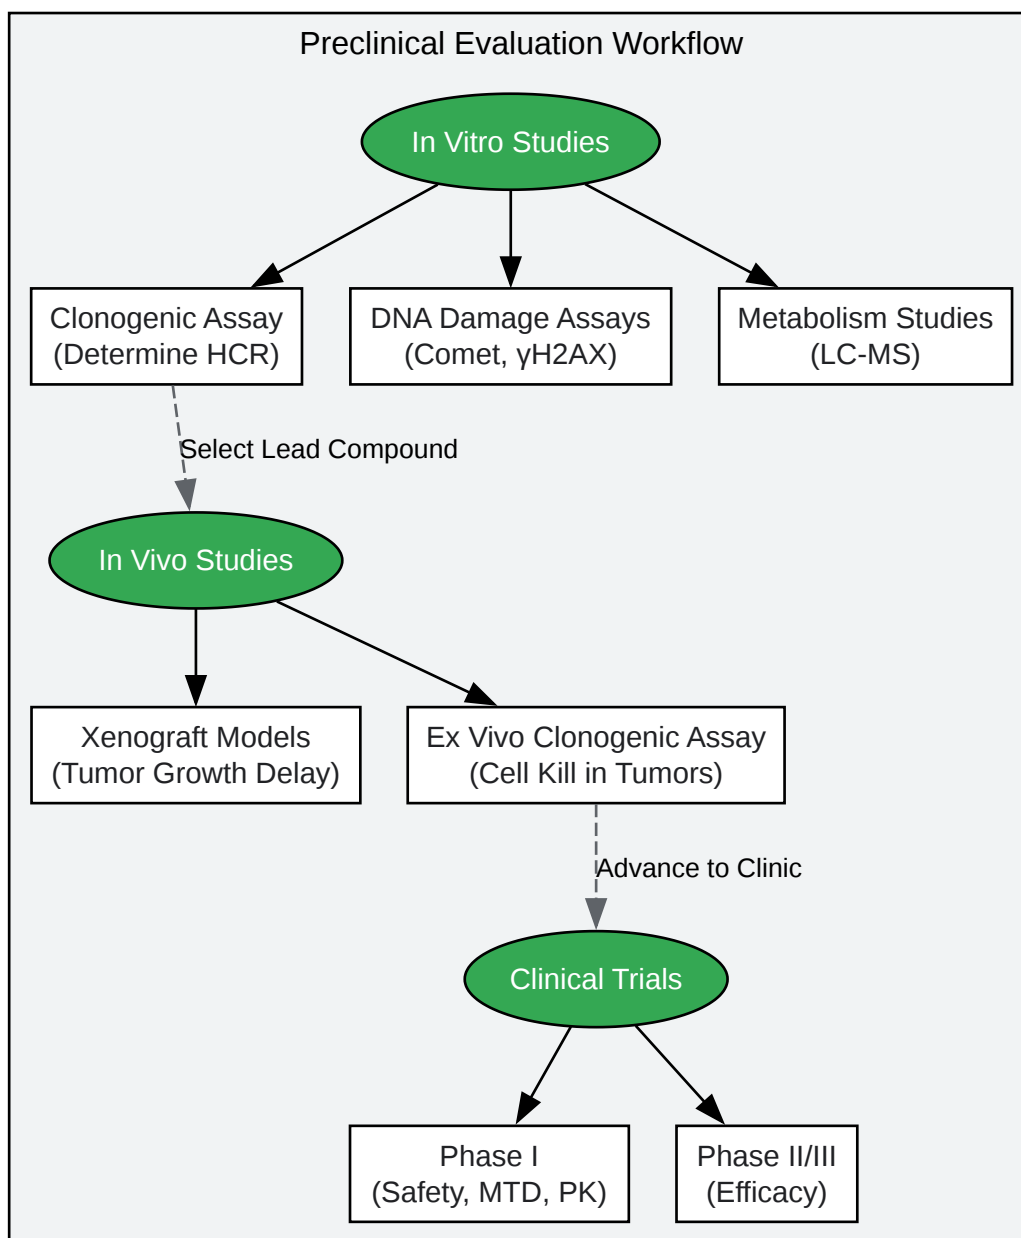 Preclinical Evaluation Workflow
In Vitro Studies
Clonogenic Assay
(Determine HCR)
DNA Damage Assays
(Comet, γH2AX)
Metabolism Studies
(LC-MS)
Select Lead Compound
In Vivo Studies
Xenograft Models
(Tumor Growth Delay)
Ex Vivo Clonogenic Assay
(Cell Kill in Tumors)
Advance to Clinic
Clinical Trials
Phase I
(Safety, MTD, PK)
Phase II/III
(Efficacy)